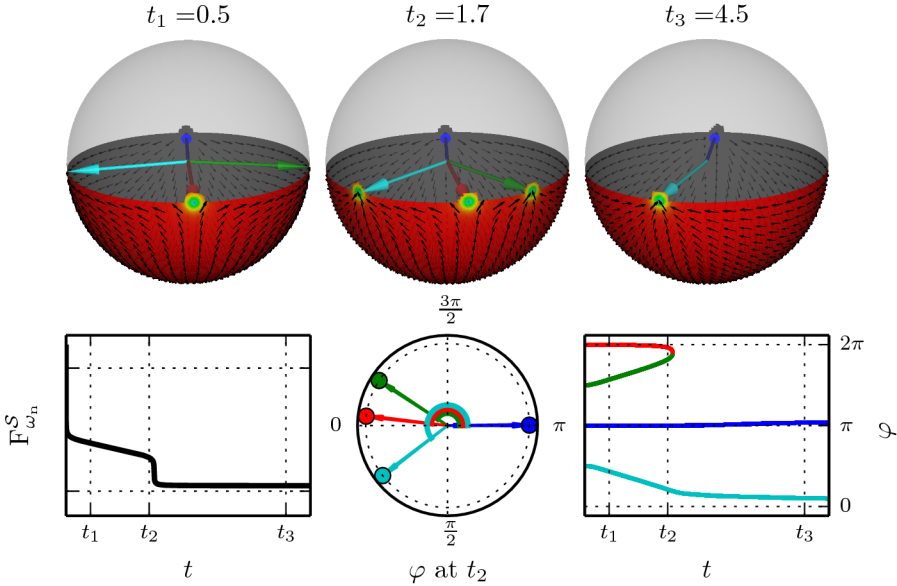 t₁ =0.5
t₂ =1.7
t₃ =4.5
3π/2
F^S_ωₙ
0
π
2π
π
0
φ
t₁ t₂ t₃
π/2
t₁ t₂ t₃
t
φ at t₂
t